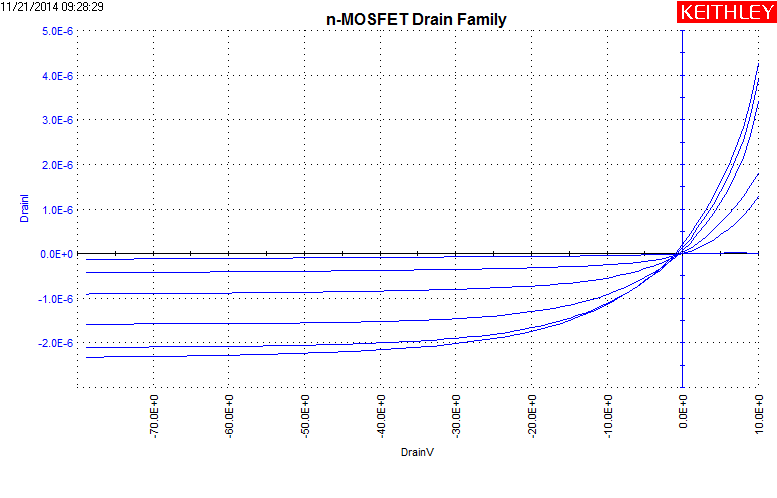 11/21/2014 09:28:29
n-MOSFET Drain Family
KEITHLEY
5.0E-6
4.0E-6
3.0E-6
2.0E-6
1.0E-6
0.0E+0
-1.0E-6
-2.0E-6
DrainI
-70.0E+0
-60.0E+0
-50.0E+0
-40.0E+0
-30.0E+0
-20.0E+0
-10.0E+0
0.0E+0
10.0E+0
DrainV